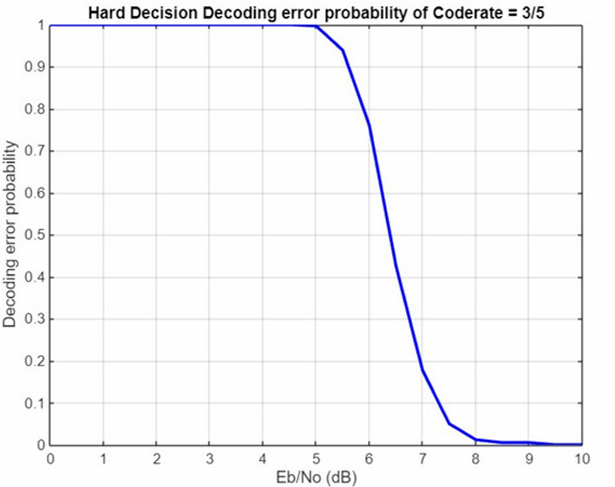 Hard Decision Decoding error probability of Coderate = 3/5
Decoding error probability
1
0.9
0.8
0.7
0.6
0.5
0.4
0.3
0.2
0.1
0
0 1 2 3 4 5 6 7 8 9 10
Eb/No (dB)